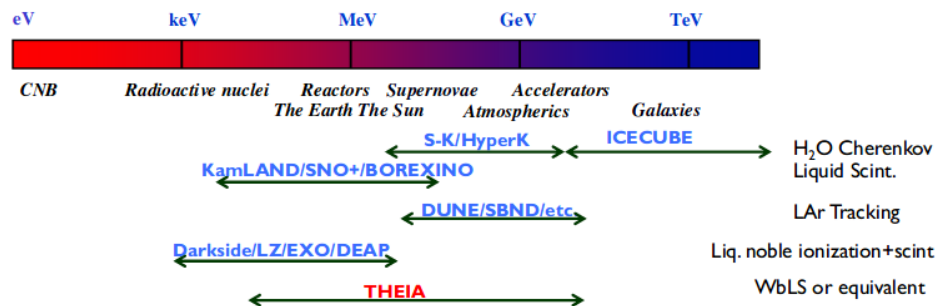 eV keV MeV GeV TeV
CNB Radioactive nuclei Reactors Supernovae Accelerators
The Earth The Sun Atmospherics Galaxies
S-K/HyperK ICECUBE H₂O Cherenkov
KamLAND/SNO+/BOREXINO Liquid Scint.
DUNE/SBND/etc LAr Tracking
Darkside/LZ/EXO/DEAP Liq. noble ionization+scint
THEIA WbLS or equivalent